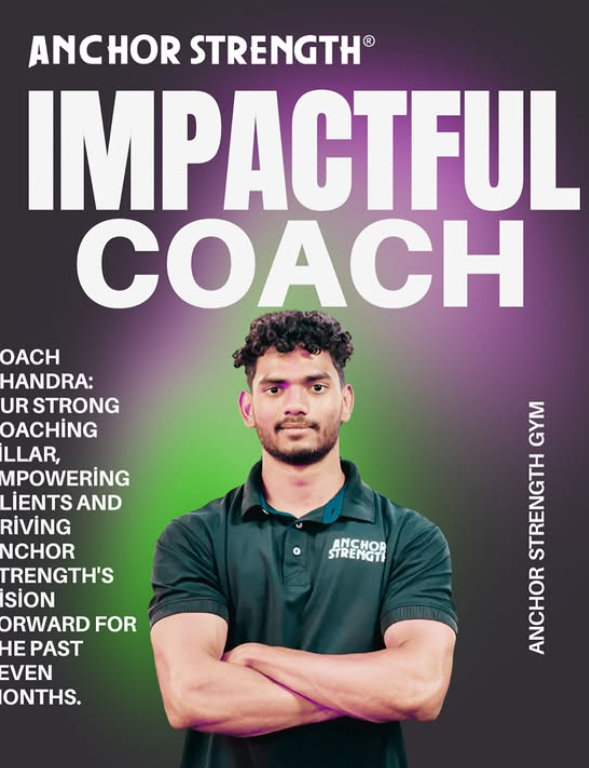 ANCHOR STRENGTH®
IMPACTFUL
COACH
OACH
HANDRA:
UR STRONG
OACHİNG
İLLAR,
MPOWERİNG
LİENTS AND
RİVİNG
NCHOR
TRENGTH'S
İSİON
ORWARD FOR
HE PAST
EVEN
ONTHS.
ANCHOR STRENGTH GYM
ANCHOR
STRENGTH